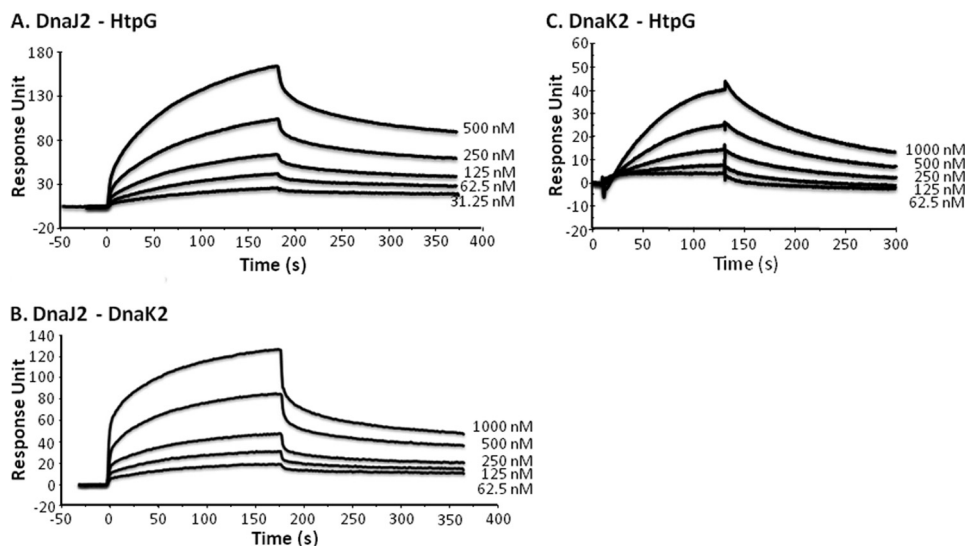 A. DnaJ2 - HtpG
Response Unit
180
130
80
30
-20
-50 0 50 100 150 200 250 300 350 400
Time (s)
500 nM
250 nM
125 nM
62.5 nM
31.25 nM
C. DnaK2 - HtpG
Response Unit
60
50
40
30
20
10
0
-10
-20
0 50 100 150 200 250 300
Time (s)
1000 nM
500 nM
250 nM
125 nM
62.5 nM
B. DnaJ2 - DnaK2
Response Unit
140
120
100
80
60
40
20
0
-20
-50 0 50 100 150 200 250 300 350 400
Time (s)
1000 nM
500 nM
250 nM
125 nM
62.5 nM